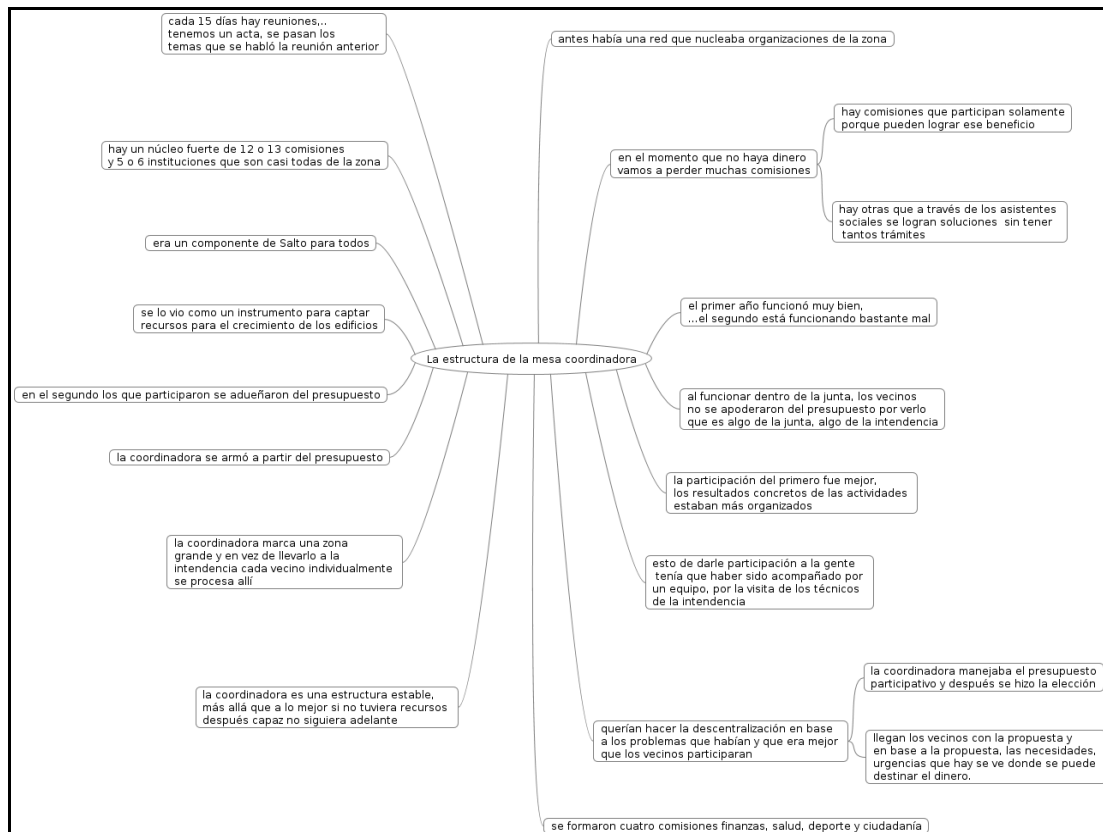 cada 15 días hay reuniones,..
tenemos un acta, se pasan los
temas que se habló la reunión anterior
hay un núcleo fuerte de 12 o 13 comisiones
y 5 o 6 instituciones que son casi todas de la zona
era un componente de Salto para todos
se lo vio como un instrumento para captar
recursos para el crecimiento de los edificios
en el segundo los que participaron se adueñaron del presupuesto
la coordinadora se armó a partir del presupuesto
la coordinadora marca una zona
grande y en vez de llevarlo a la
intendencia cada vecino individualmente
se procesa allí
la coordinadora es una estructura estable,
más allá que a lo mejor si no tuviera recursos
después capaz no siguiera adelante
La estructura de la mesa coordinadora
antes había una red que nucleaba organizaciones de la zona
en el momento que no haya dinero
vamos a perder muchas comisiones
hay comisiones que participan solamente
porque pueden lograr ese beneficio
hay otras que a través de los asistentes
sociales se logran soluciones sin tener
tantos trámites
el primer año funcionó muy bien,
...el segundo está funcionando bastante mal
al funcionar dentro de la junta, los vecinos
no se apoderaron del presupuesto por verlo
que es algo de la junta, algo de la intendencia
la participación del primero fue mejor,
los resultados concretos de las actividades
estaban más organizados
esto de darle participación a la gente
tenía que haber sido acompañado por
un equipo, por la visita de los técnicos
de la intendencia
querían hacer la descentralización en base
a los problemas que habían y que era mejor
que los vecinos participaran
la coordinadora manejaba el presupuesto
participativo y después se hizo la elección
llegan los vecinos con la propuesta y
en base a la propuesta, las necesidades,
urgencias que hay se ve donde se puede
destinar el dinero.
se formaron cuatro comisiones finanzas, salud, deporte y ciudadanía